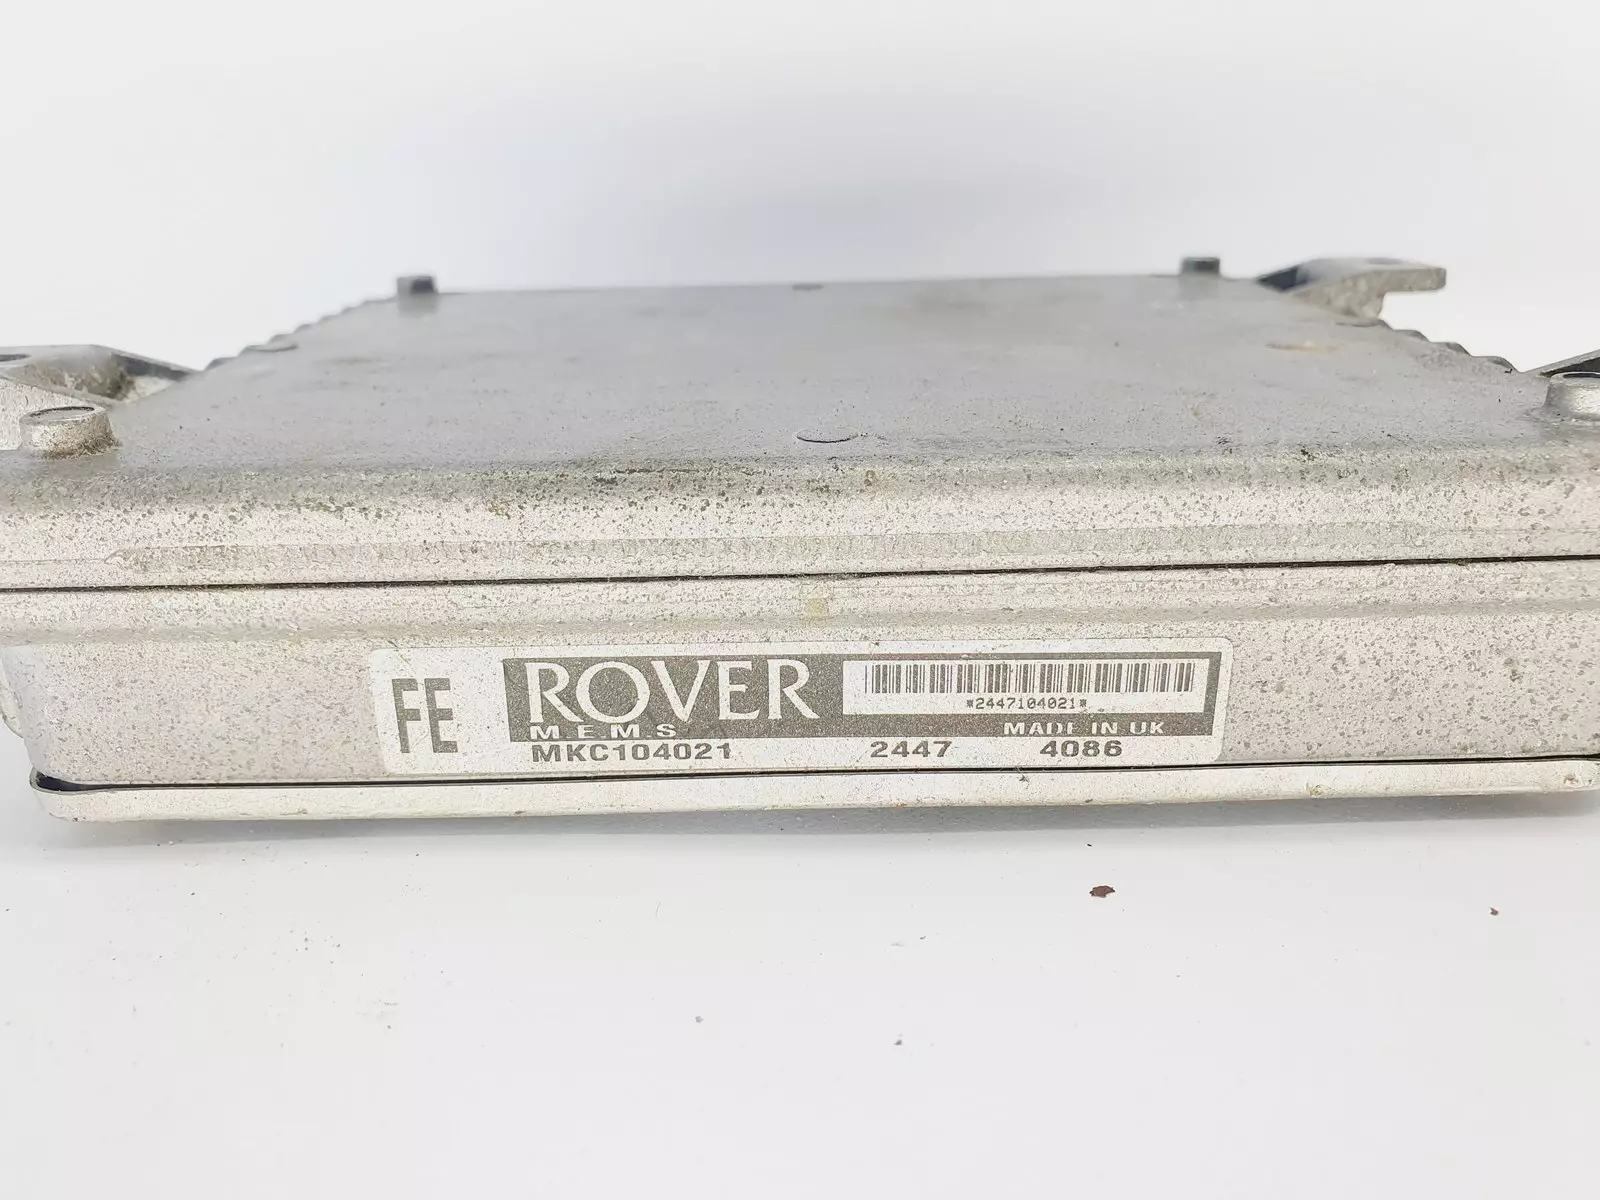 FE
ROVER
*2447104021*
M.E.M.S. MADE IN UK
MKC104021 2447 4086